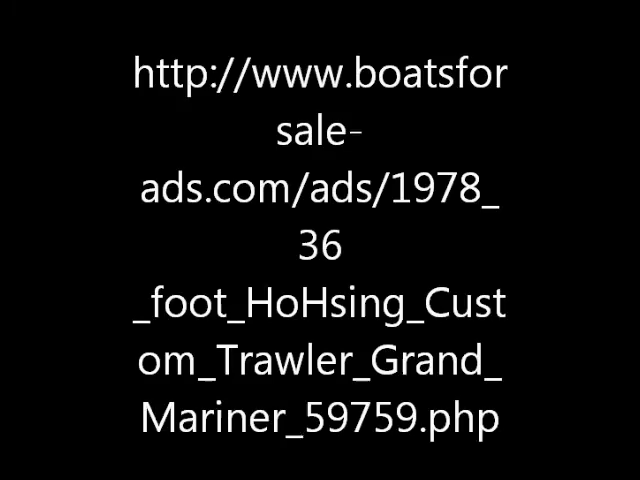 http://www.boatsfor
sale-
ads.com/ads/1978_
36
_foot_HoHsing_Cust
om_Trawler_Grand_
Mariner_59759.php